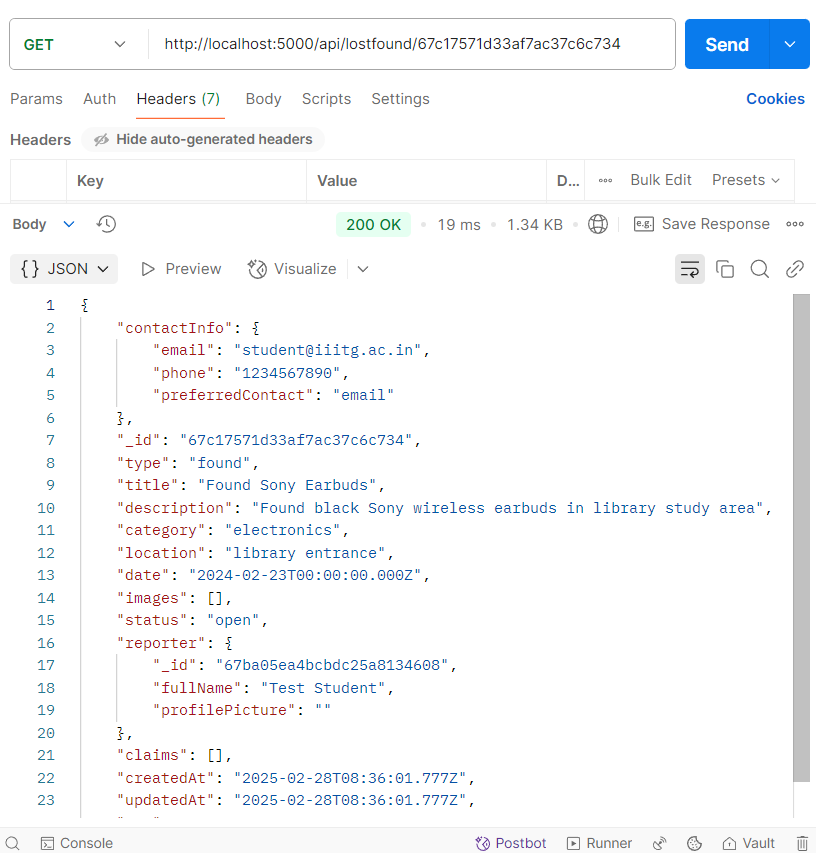 GET http://localhost:5000/api/lostfound/67c17571d33af7ac37c6c734 Send
Params Auth Headers (7) Body Scripts Settings Cookies
Headers Hide auto-generated headers
Key Value D... Bulk Edit Presets
Body 200 OK 19 ms 1.34 KB e.g. Save Response
{} JSON Preview Visualize
1 {
2 "contactInfo": {
3 "email": "student@iiitg.ac.in",
4 "phone": "1234567890",
5 "preferredContact": "email"
6 },
7 "_id": "67c17571d33af7ac37c6c734",
8 "type": "found",
9 "title": "Found Sony Earbuds",
10 "description": "Found black Sony wireless earbuds in library study area",
11 "category": "electronics",
12 "location": "library entrance",
13 "date": "2024-02-23T00:00:00.000Z",
14 "images": [],
15 "status": "open",
16 "reporter": {
17 "_id": "67ba05ea4bcbdc25a8134608",
18 "fullName": "Test Student",
19 "profilePicture": ""
20 },
21 "claims": [],
22 "createdAt": "2025-02-28T08:36:01.777Z",
23 "updatedAt": "2025-02-28T08:36:01.777Z",
Console Postbot Runner Vault